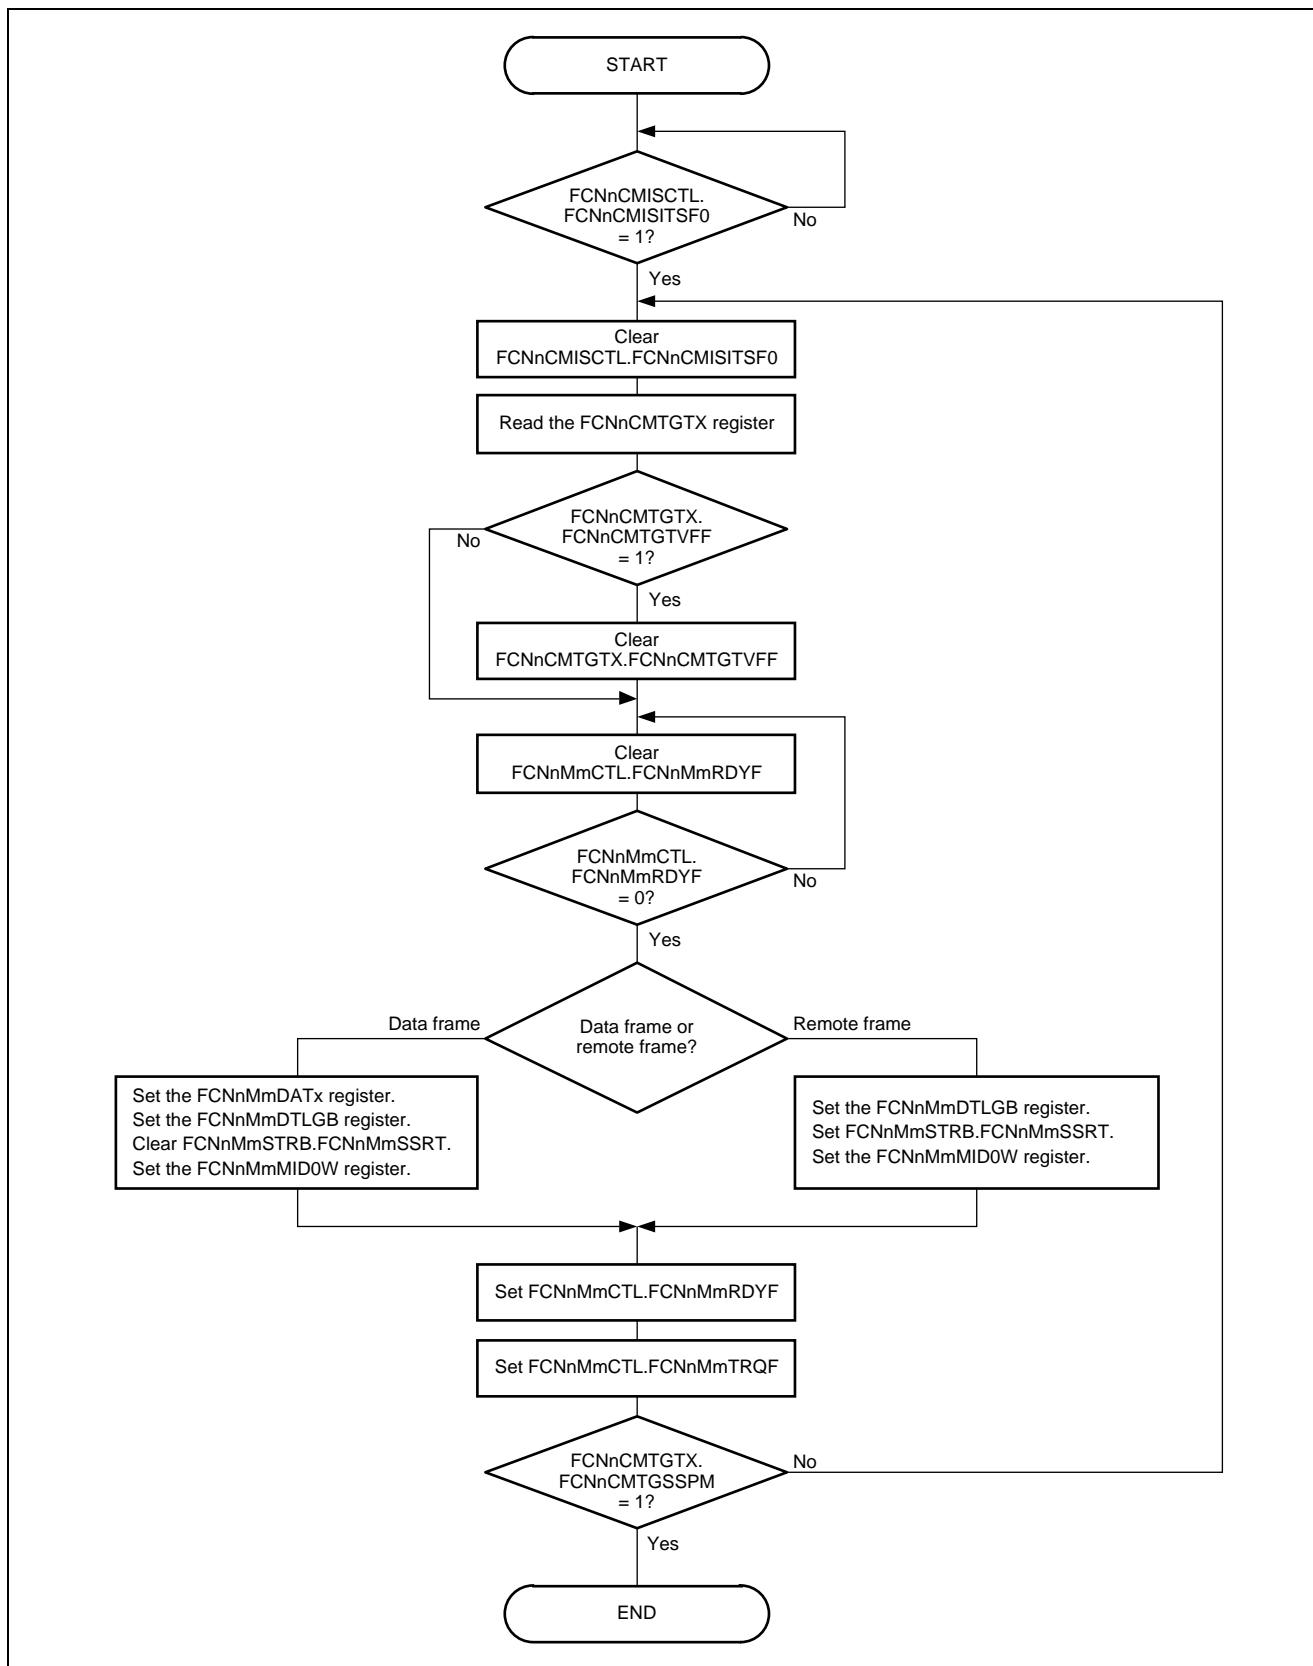 START
FCNnCMISCTL.
FCNnCMISITSF0
= 1?
No
Yes
Clear
FCNnCMISCTL.FCNnCMISITSF0
Read the FCNnCMTGTX register
FCNnCMTGTX.
FCNnCMTGTVFF
= 1?
No
Yes
Clear
FCNnCMTGTX.FCNnCMTGTVFF
Clear
FCNnMmCTL.FCNnMmRDYF
FCNnMmCTL.
FCNnMmRDYF
= 0?
No
Yes
Data frame
Data frame or
remote frame?
Remote frame
Set the FCNnMmDATx register.
Set the FCNnMmDTLGB register.
Clear FCNnMmSTRB.FCNnMmSSRT.
Set the FCNnMmMID0W register.
Set the FCNnMmDTLGB register.
Set FCNnMmSTRB.FCNnMmSSRT.
Set the FCNnMmMID0W register.
Set FCNnMmCTL.FCNnMmRDYF
Set FCNnMmCTL.FCNnMmTRQF
FCNnCMTGTX.
FCNnCMTGSSPM
= 1?
No
Yes
END